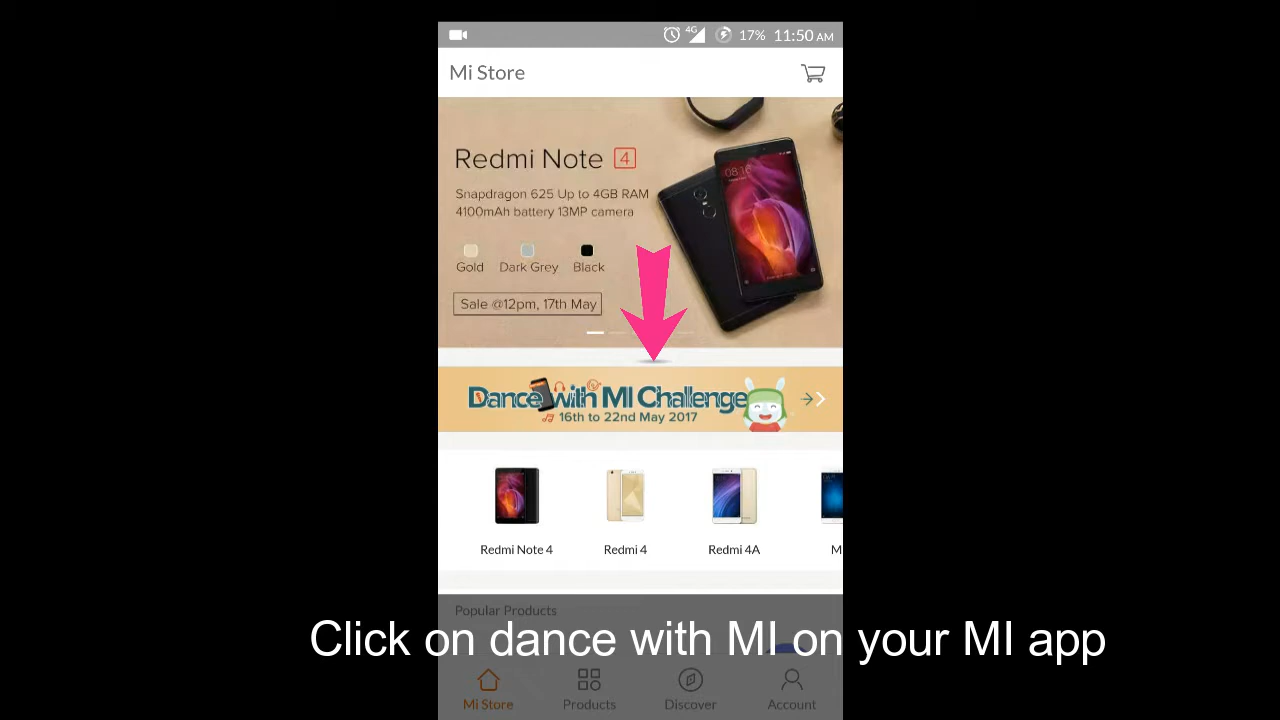 4G 17% 11:50 AM
Mi Store
Redmi Note 4
Snapdragon 625 Up to 4GB RAM
4100mAh battery 13MP camera
08:16
Gold Dark Grey Black
Sale @12pm, 17th May
Dance with MI Challenge
16th to 22nd May 2017
Redmi Note 4 Redmi 4 Redmi 4A M
Popular Products
Click on dance with MI on your MI app
Mi Store Products Discover Account